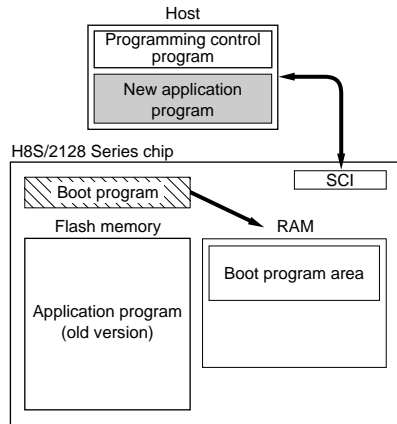 Host
Programming control
program
New application
program
H8S/2128 Series chip
SCI
Boot program
Flash memory
RAM
Boot program area
Application program
(old version)